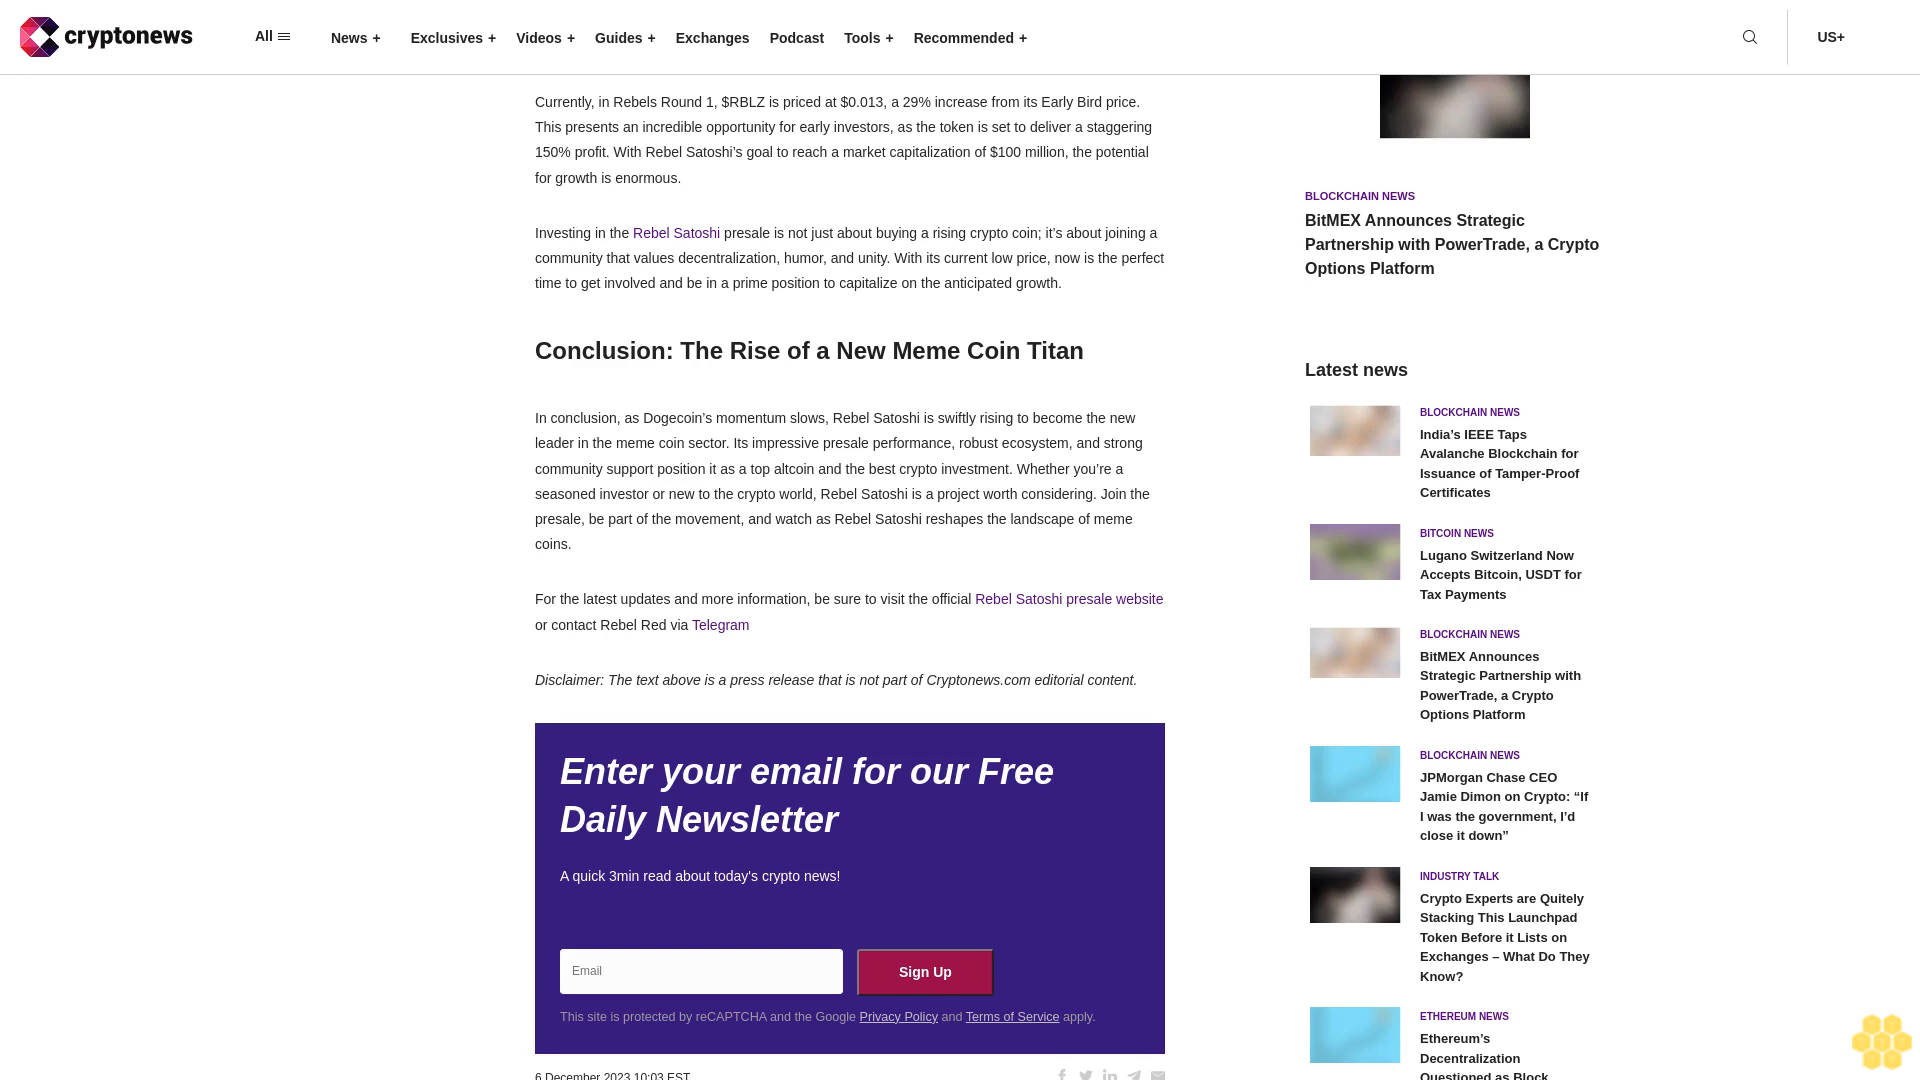 cryptonews
All
News +
Exclusives +
Videos +
Guides +
Exchanges
Podcast
Tools +
Recommended +
US+
Currently, in Rebels Round 1, $RBLZ is priced at $0.013, a 29% increase from its Early Bird price.
This presents an incredible opportunity for early investors, as the token is set to deliver a staggering
150% profit. With Rebel Satoshi’s goal to reach a market capitalization of $100 million, the potential
for growth is enormous.
Investing in the Rebel Satoshi presale is not just about buying a rising crypto coin; it’s about joining a
community that values decentralization, humor, and unity. With its current low price, now is the perfect
time to get involved and be in a prime position to capitalize on the anticipated growth.
Conclusion: The Rise of a New Meme Coin Titan
In conclusion, as Dogecoin’s momentum slows, Rebel Satoshi is swiftly rising to become the new
leader in the meme coin sector. Its impressive presale performance, robust ecosystem, and strong
community support position it as a top altcoin and the best crypto investment. Whether you’re a
seasoned investor or new to the crypto world, Rebel Satoshi is a project worth considering. Join the
presale, be part of the movement, and watch as Rebel Satoshi reshapes the landscape of meme
coins.
For the latest updates and more information, be sure to visit the official Rebel Satoshi presale website
or contact Rebel Red via Telegram
Disclaimer: The text above is a press release that is not part of Cryptonews.com editorial content.
Enter your email for our Free
Daily Newsletter
A quick 3min read about today's crypto news!
Email
Sign Up
This site is protected by reCAPTCHA and the Google Privacy Policy and Terms of Service apply.
6 December 2023 10:03 EST
BLOCKCHAIN NEWS
BitMEX Announces Strategic
Partnership with PowerTrade, a Crypto
Options Platform
Latest news
BLOCKCHAIN NEWS
India’s IEEE Taps
Avalanche Blockchain for
Issuance of Tamper-Proof
Certificates
BITCOIN NEWS
Lugano Switzerland Now
Accepts Bitcoin, USDT for
Tax Payments
BLOCKCHAIN NEWS
BitMEX Announces
Strategic Partnership with
PowerTrade, a Crypto
Options Platform
BLOCKCHAIN NEWS
JPMorgan Chase CEO
Jamie Dimon on Crypto: “If
I was the government, I’d
close it down”
INDUSTRY TALK
Crypto Experts are Quitely
Stacking This Launchpad
Token Before it Lists on
Exchanges – What Do They
Know?
ETHEREUM NEWS
Ethereum’s
Decentralization
Questioned as Block